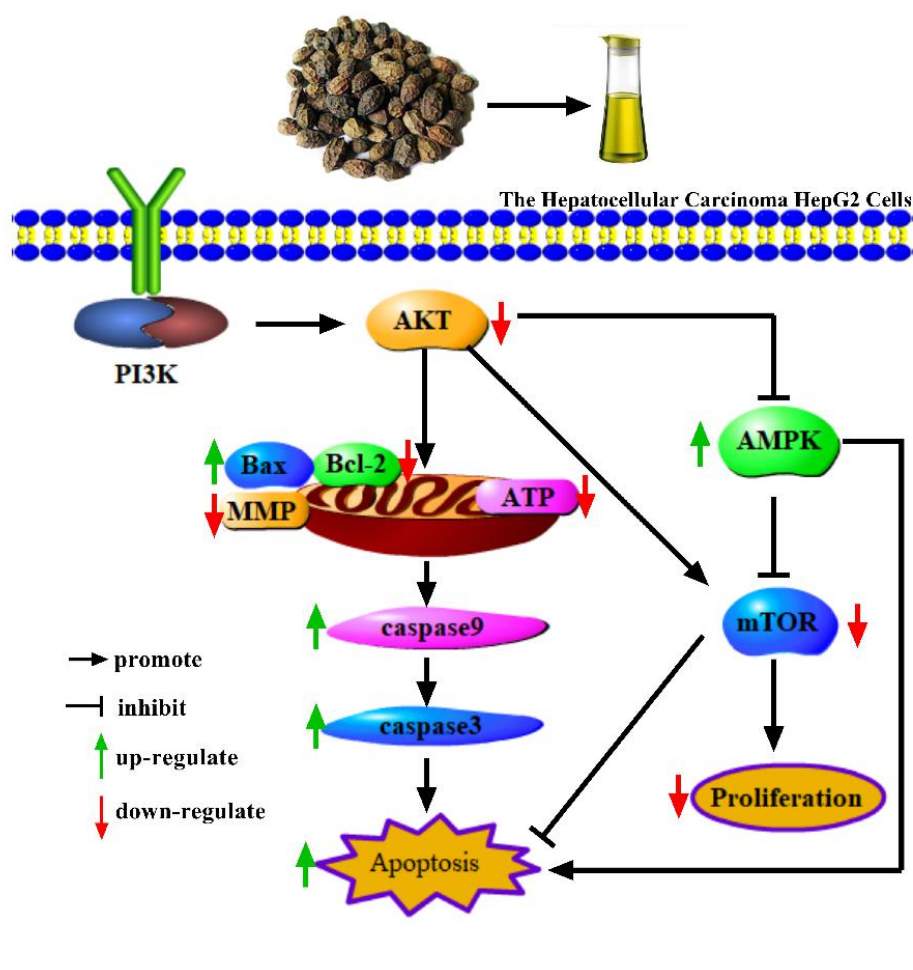 The Hepatocellular Carcinoma HepG2 Cells
PI3K
AKT
AMPK
Bax
Bcl-2
MMP
ATP
caspase9
mTOR
caspase3
Proliferation
Apoptosis
promote
inhibit
up-regulate
down-regulate